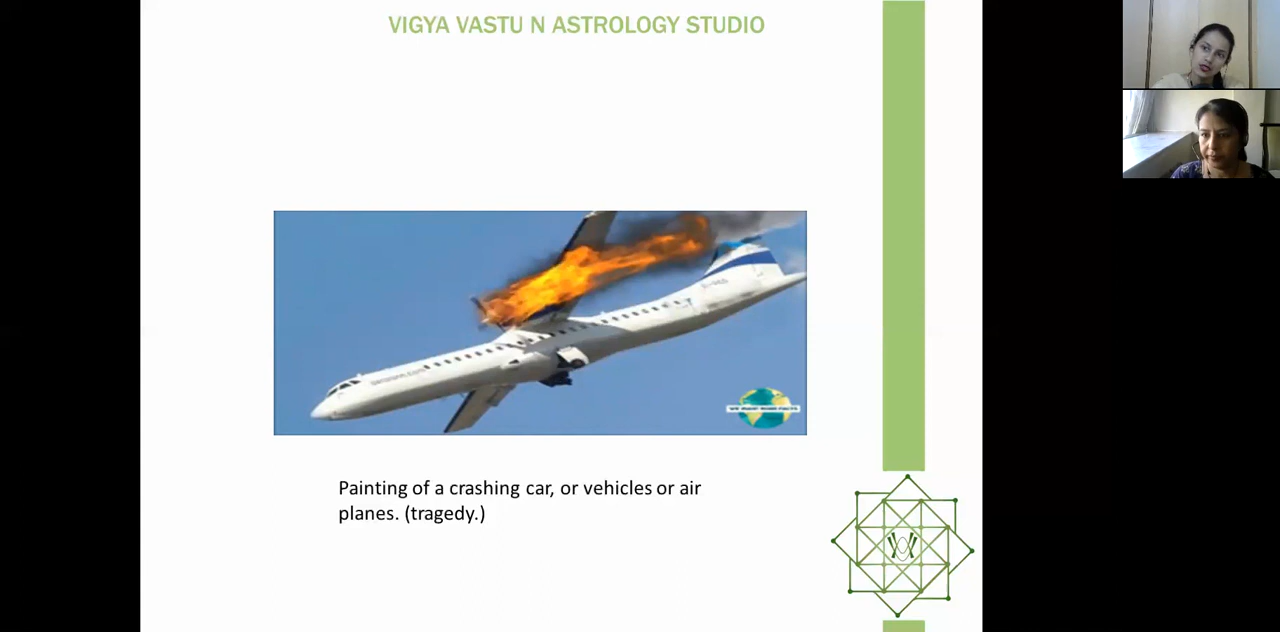 VIGYA VASTU N ASTROLOGY STUDIO
Painting of a crashing car, or vehicles or air
planes. (tragedy.)